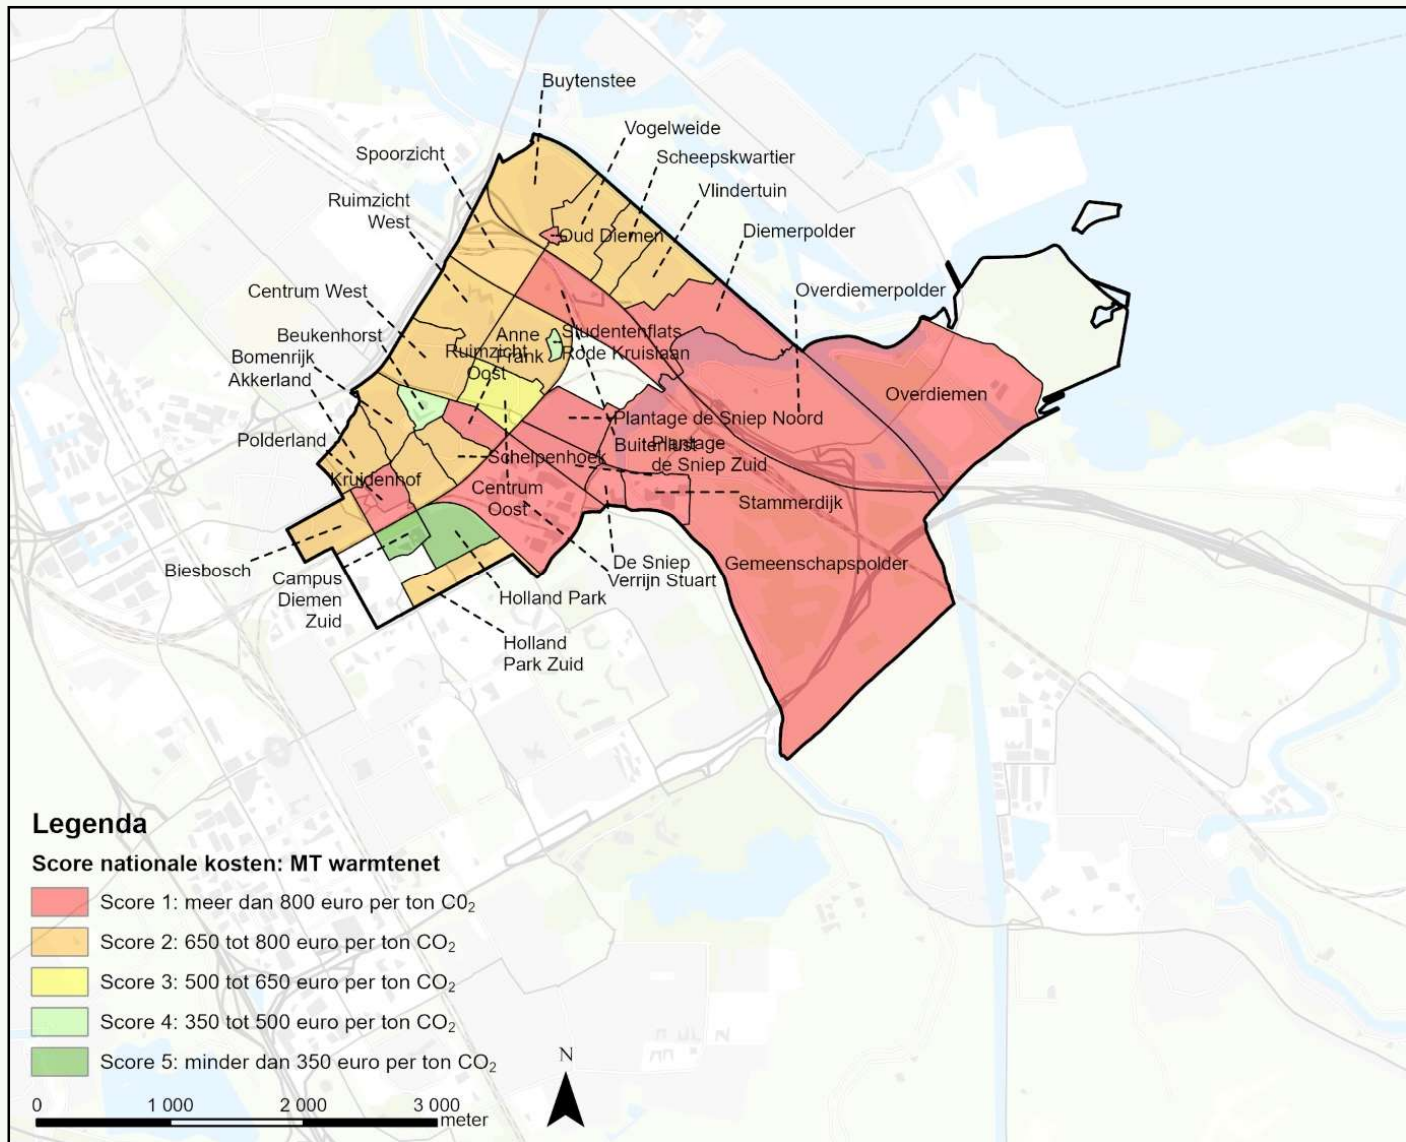 Buytenstee
Vogelweide
Spoorzicht
Scheepskwartier
Ruimzicht
West
Vlindertuin
Oud Diemen
Diemerpolder
Centrum West
Overdiemerpolder
Beukenhorst
Anne
Frank
Studentenflats
Rode Kruislaan
Bomenrijk
Akkerland
Ruimzicht
Oost
Overdiemen
Plantage de Sniep Noord
Polderland
Buitenlust
Plantage
de Sniep Zuid
Schelpenhoek
Kruidenhof
Centrum
Oost
Stammerdijk
Gemeenschapspolder
Biesbosch
De Sniep
Verrijn Stuart
Campus
Diemen
Zuid
Holland Park
Holland
Park Zuid
Legenda
Score nationale kosten: MT warmtenet
Score 1: meer dan 800 euro per ton C0₂
Score 2: 650 tot 800 euro per ton CO₂
Score 3: 500 tot 650 euro per ton CO₂
Score 4: 350 tot 500 euro per ton CO₂
Score 5: minder dan 350 euro per ton CO₂
N
0 1 000 2 000 3 000
meter